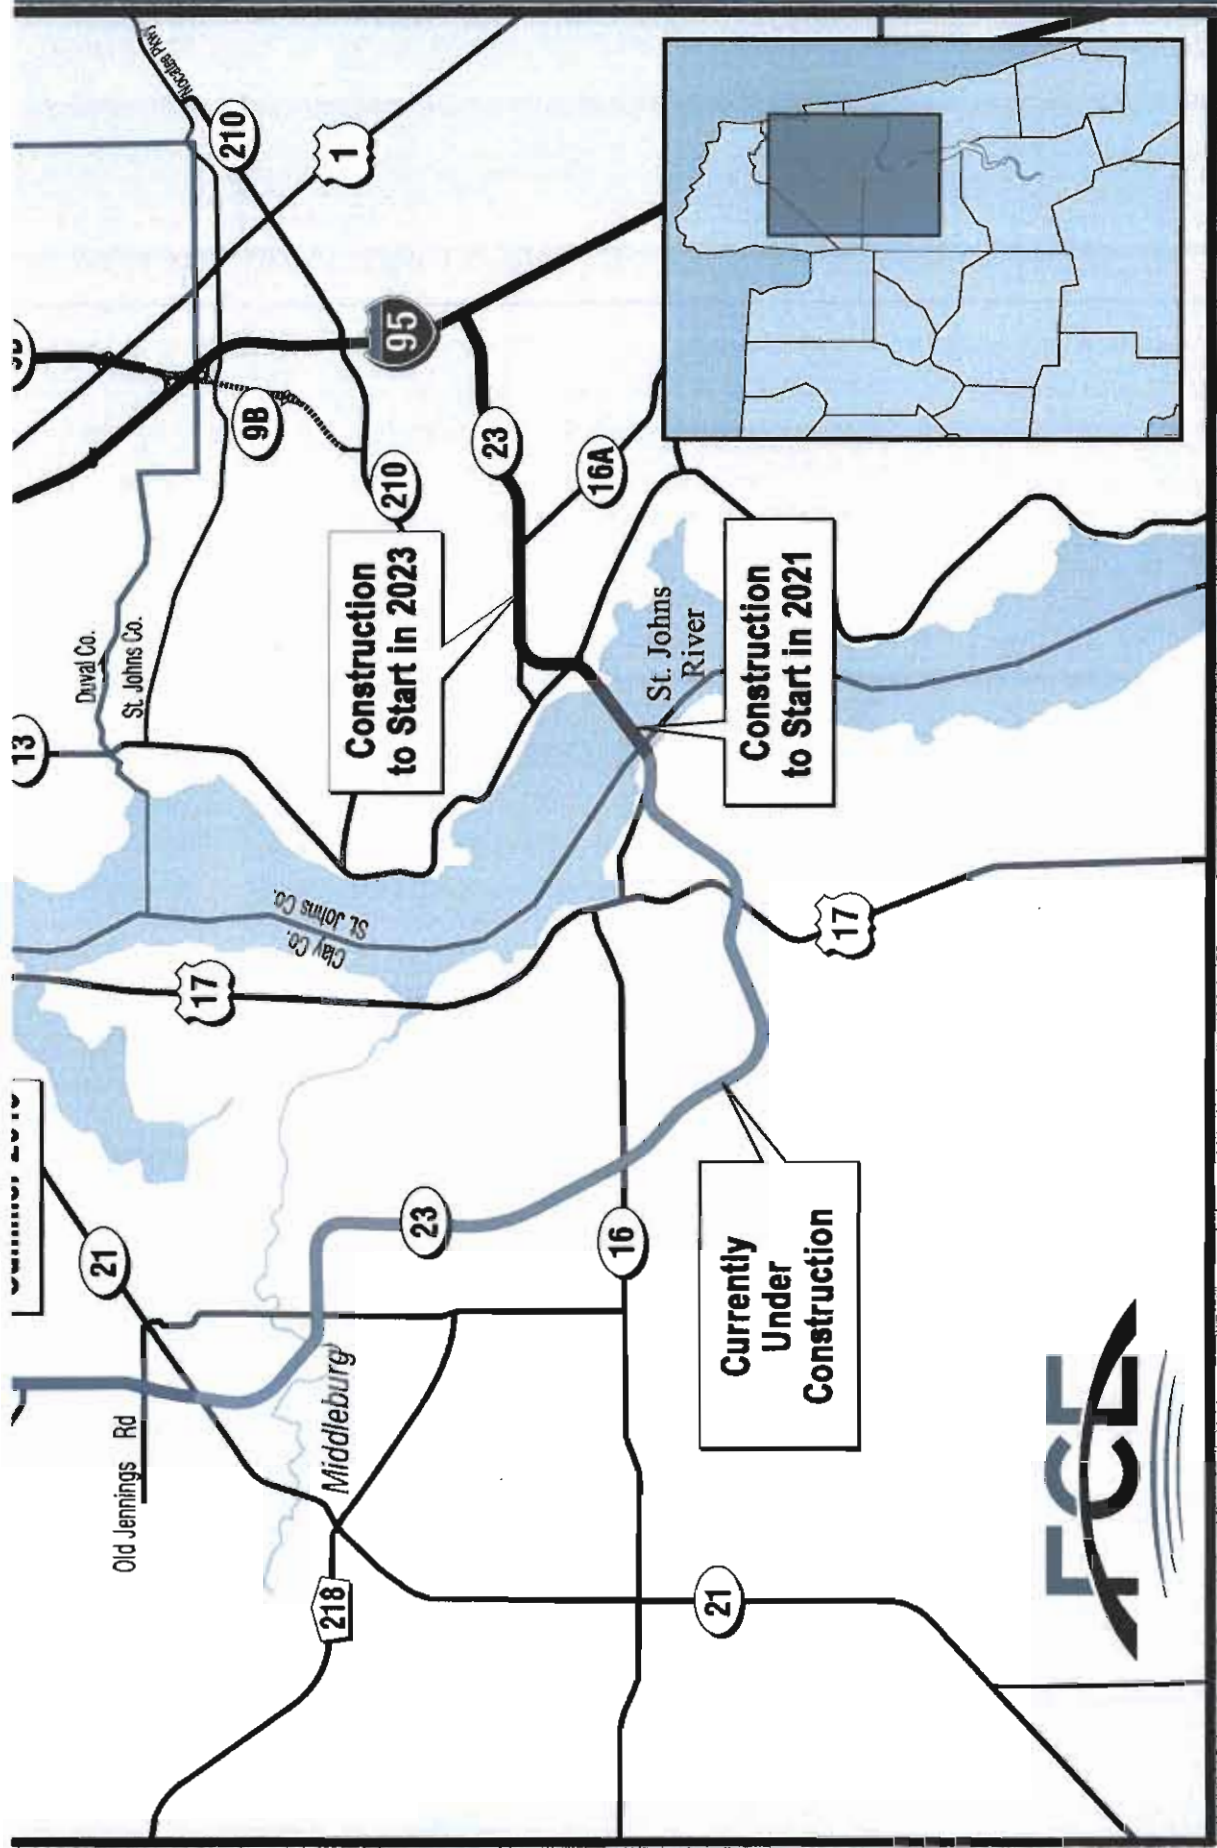 13
Duval Co.
21
Old Jennings Rd
St. Johns Co.
Nocatee Pkwy
17
210
9B
218
Middleburg
Clay Co.
St. Johns Co.
1
Construction
to Start in 2023
210
95
23
23
16
16A
St. Johns
River
21
Currently
Under
Construction
17
Construction
to Start in 2021
FCE